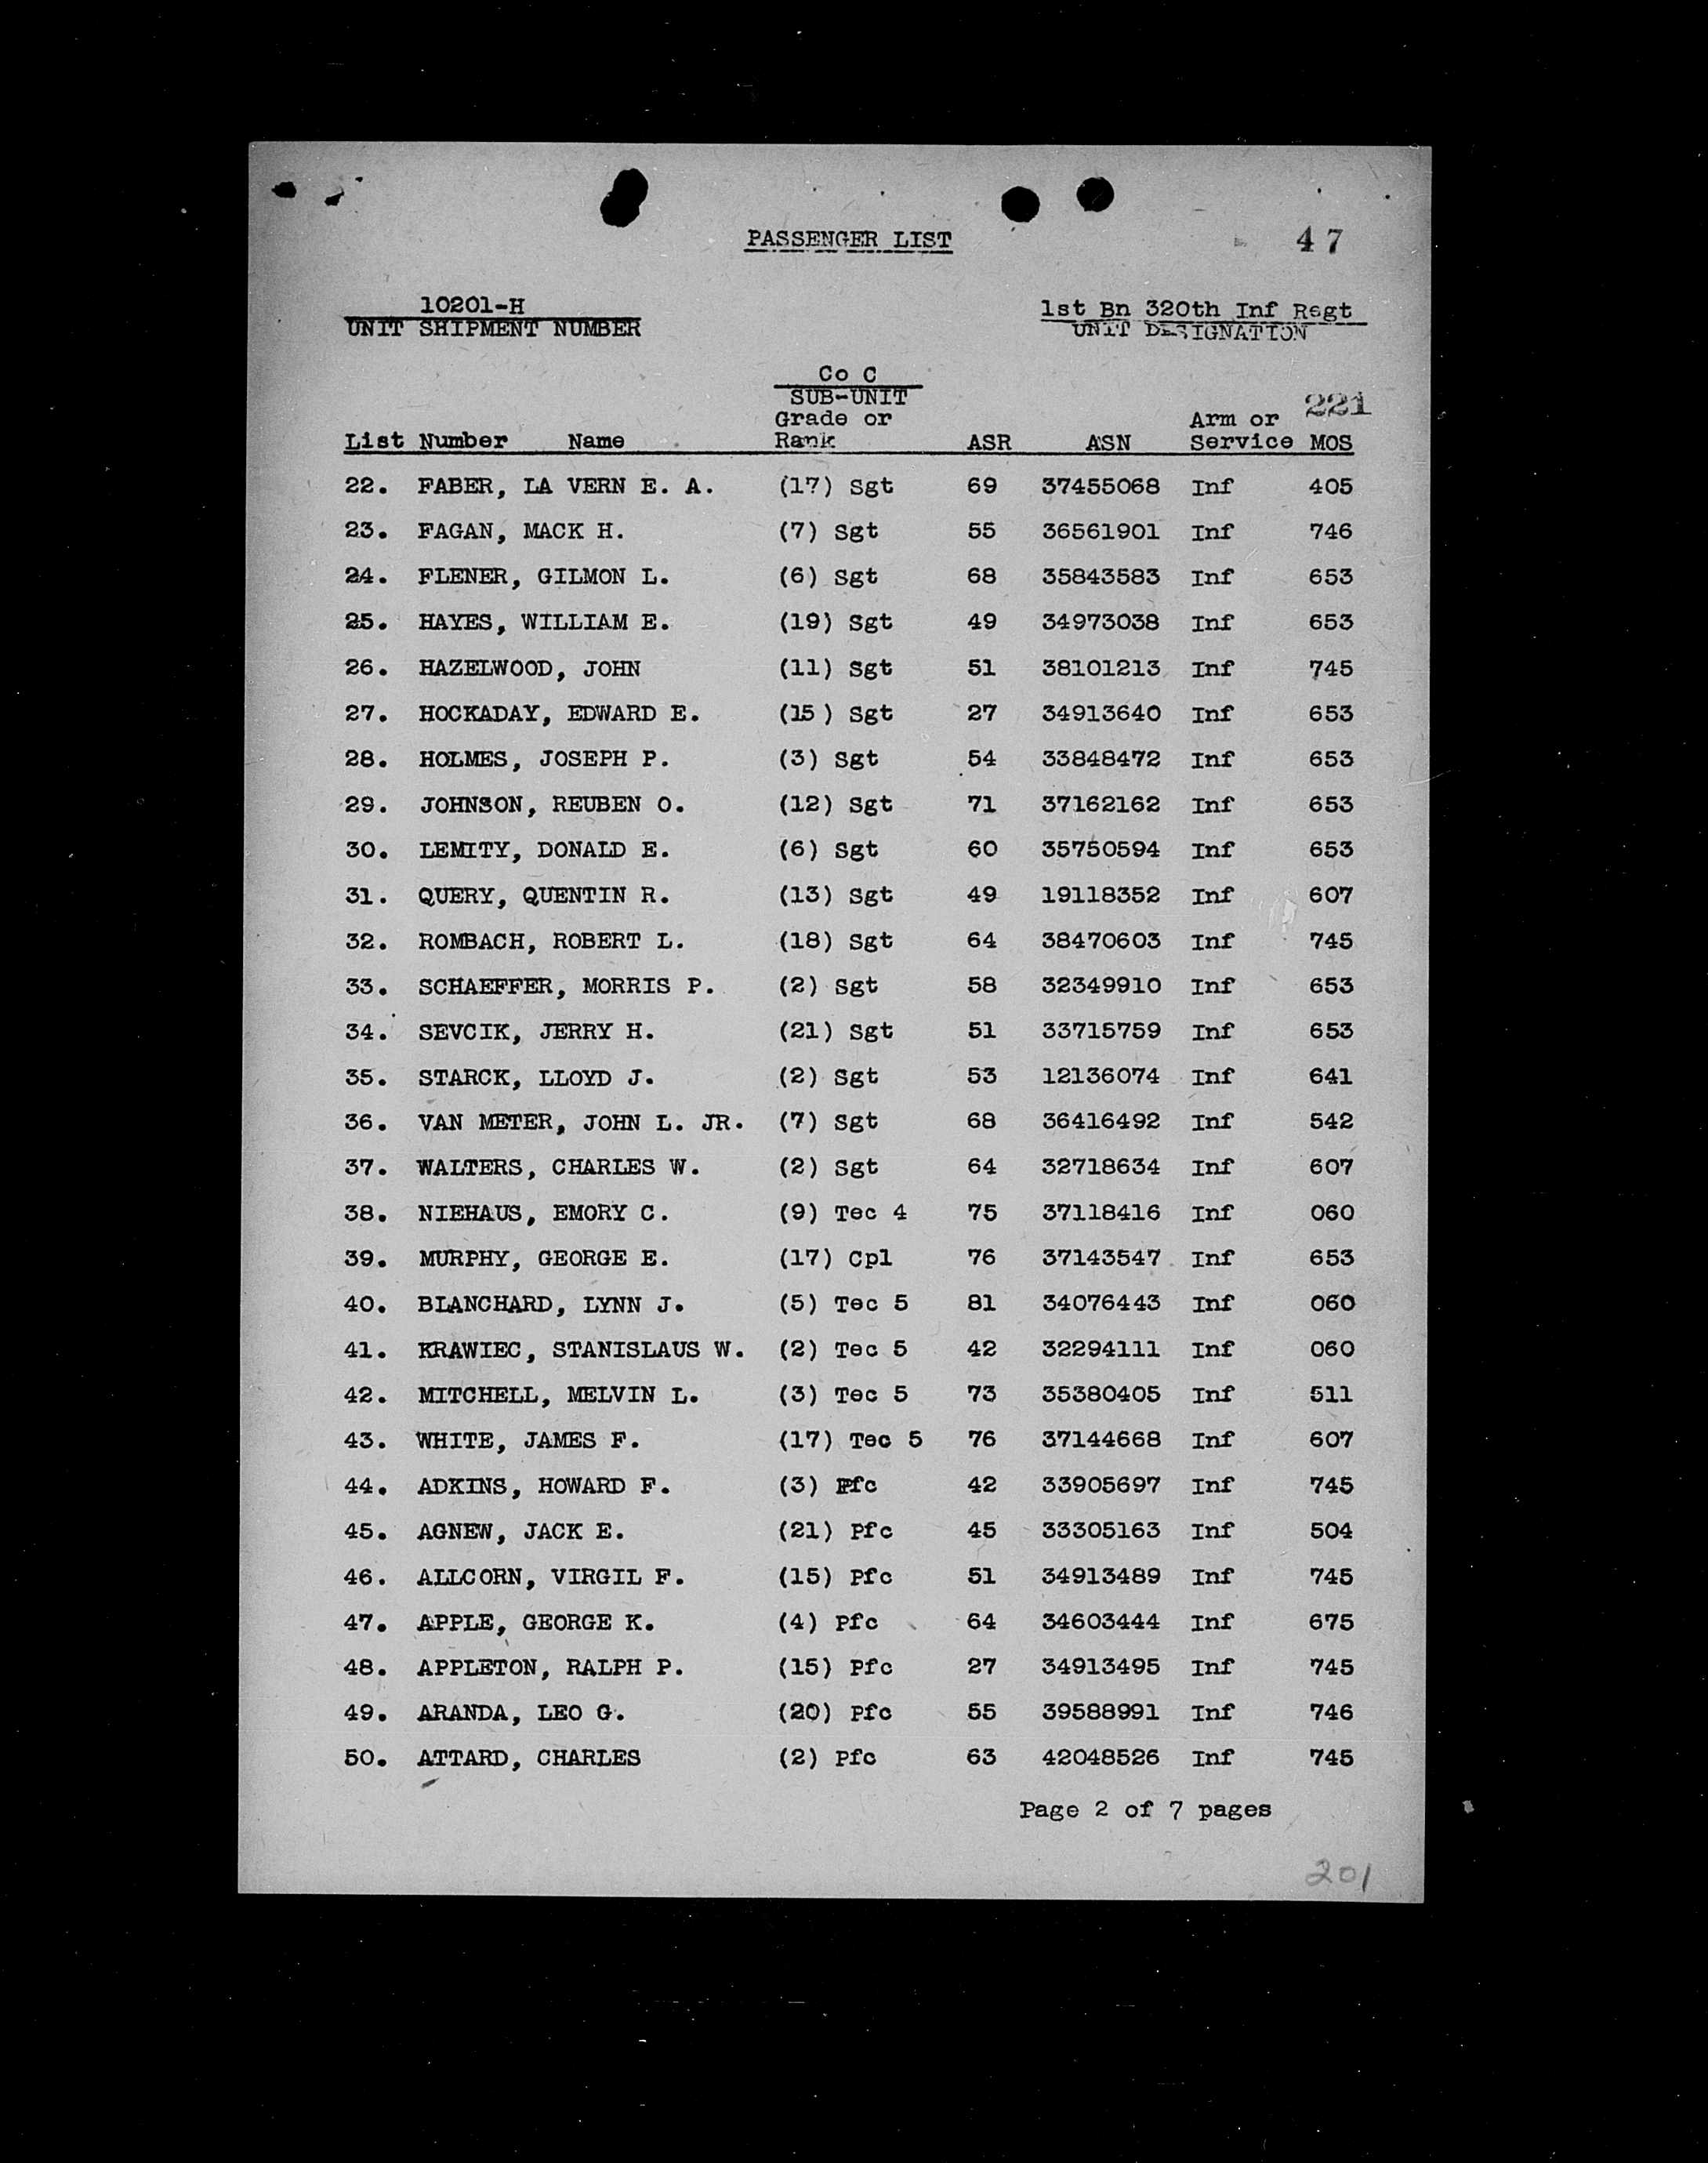 PASSENGER LIST
47
10201-H
UNIT SHIPMENT NUMBER
1st Bn 320th Inf Regt
UNIT DESIGNATION
Co C
SUB-UNIT
221
Grade or Arm or
List Number Name Rank ASR ASN Service MOS
22. FABER, LA VERN E. A. (17) Sgt 69 37455068 Inf 405
23. FAGAN, MACK H. (7) Sgt 55 36561901 Inf 746
24. FLENER, GILMON L. (6) Sgt 68 35843583 Inf 653
25. HAYES, WILLIAM E. (19) Sgt 49 34973038 Inf 653
26. HAZELWOOD, JOHN (11) Sgt 51 38101213 Inf 745
27. HOCKADAY, EDWARD E. (15 ) Sgt 27 34913640 Inf 653
28. HOLMES, JOSEPH P. (3) Sgt 54 33848472 Inf 653
29. JOHNSON, REUBEN O. (12) Sgt 71 37162162 Inf 653
30. LEMITY, DONALD E. (6) Sgt 60 35750594 Inf 653
31. QUERY, QUENTIN R. (13) Sgt 49 19118352 Inf 607
32. ROMBACH, ROBERT L. (18) Sgt 64 38470603 Inf 745
33. SCHAEFFER, MORRIS P. (2) Sgt 58 32349910 Inf 653
34. SEVCIK, JERRY H. (21) Sgt 51 33715759 Inf 653
35. STARCK, LLOYD J. (2) Sgt 53 12136074 Inf 641
36. VAN METER, JOHN L. JR. (7) Sgt 68 36416492 Inf 542
37. WALTERS, CHARLES W. (2) Sgt 64 32718634 Inf 607
38. NIEHAUS, EMORY C. (9) Tec 4 75 37118416 Inf 060
39. MURPHY, GEORGE E. (17) Cpl 76 37143547 Inf 653
40. BLANCHARD, LYNN J. (5) Tec 5 81 34076443 Inf 060
41. KRAWIEC, STANISLAUS W. (2) Tec 5 42 32294111 Inf 060
42. MITCHELL, MELVIN L. (3) Tec 5 73 35380405 Inf 511
43. WHITE, JAMES F. (17) Tec 5 76 37144668 Inf 607
44. ADKINS, HOWARD F. (3) Pfc 42 33905697 Inf 745
45. AGNEW, JACK E. (21) Pfc 45 33305163 Inf 504
46. ALLCORN, VIRGIL F. (15) Pfc 51 34913489 Inf 745
47. APPLE, GEORGE K. (4) Pfc 64 34603444 Inf 675
48. APPLETON, RALPH P. (15) Pfc 27 34913495 Inf 745
49. ARANDA, LEO G. (20) Pfc 55 39588991 Inf 746
50. ATTARD, CHARLES (2) Pfc 63 42048526 Inf 745
Page 2 of 7 pages
201